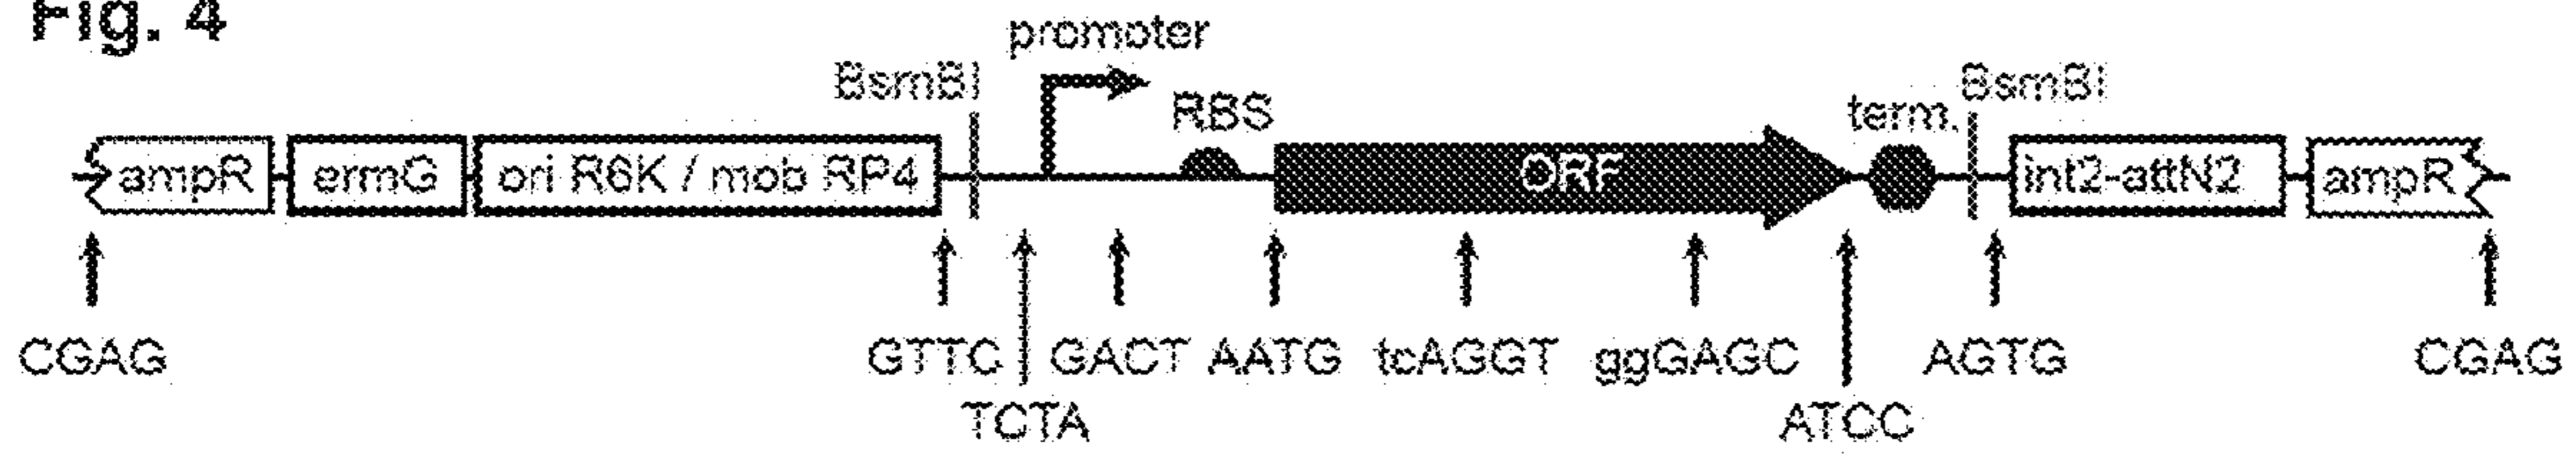 Fig. 4
promoter
BsmBI
RBS
term.
BsmBI
ampR
ermG
ori R6K / mob RP4
ORF
int2-attN2
ampR
CGAG
GTTC
GACT
AATG
tcAGGT
ggGAGC
AGTG
CGAG
TCTA
ATCC